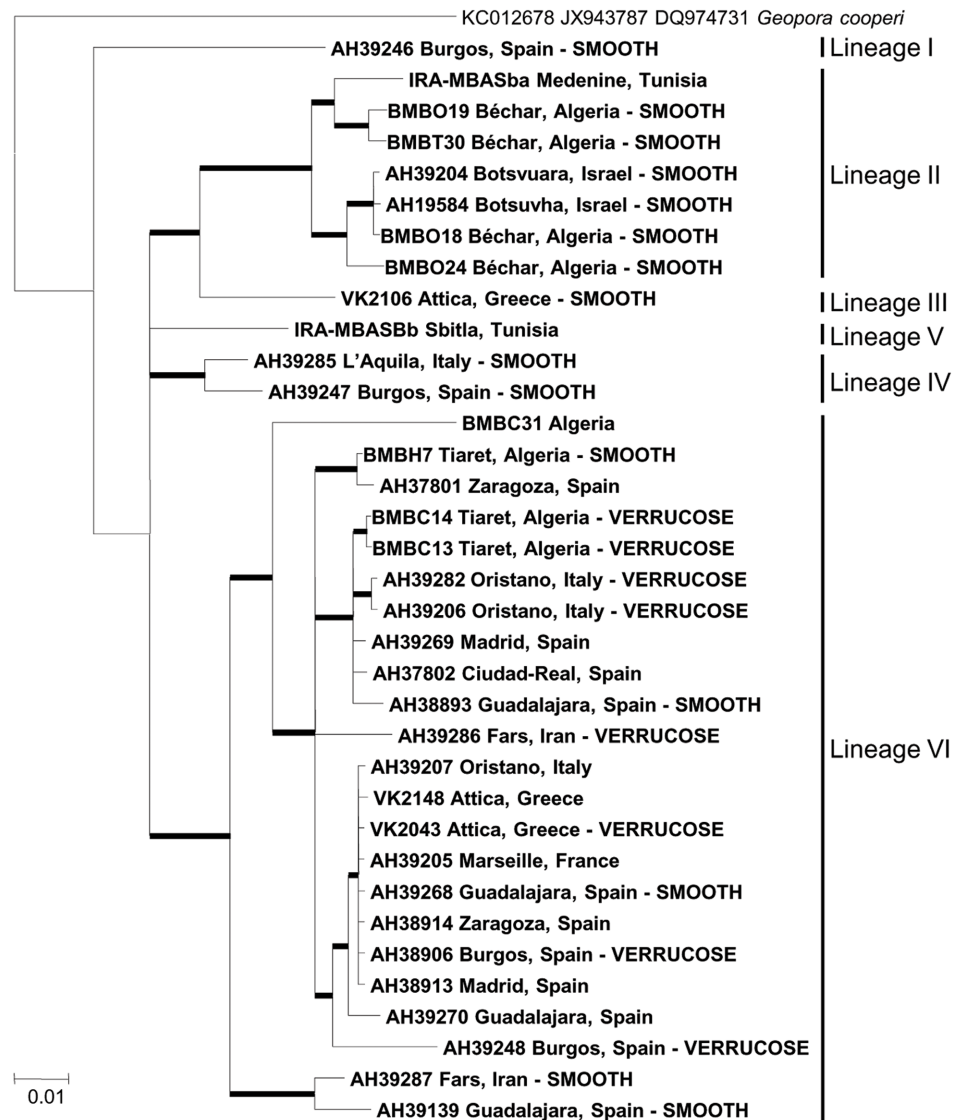 KC012678 JX943787 DQ974731 Geopora cooperi
AH39246 Burgos, Spain - SMOOTH
Lineage I
IRA-MBASba Medenine, Tunisia
BMBO19 Béchar, Algeria - SMOOTH
BMBT30 Béchar, Algeria - SMOOTH
AH39204 Botsvuara, Israel - SMOOTH
Lineage II
AH19584 Botsuvha, Israel - SMOOTH
BMBO18 Béchar, Algeria - SMOOTH
BMBO24 Béchar, Algeria - SMOOTH
VK2106 Attica, Greece - SMOOTH
Lineage III
IRA-MBASBb Sbitla, Tunisia
Lineage V
AH39285 L'Aquila, Italy - SMOOTH
Lineage IV
AH39247 Burgos, Spain - SMOOTH
BMBC31 Algeria
BMBH7 Tiaret, Algeria - SMOOTH
AH37801 Zaragoza, Spain
BMBC14 Tiaret, Algeria - VERRUCOSE
BMBC13 Tiaret, Algeria - VERRUCOSE
AH39282 Oristano, Italy - VERRUCOSE
AH39206 Oristano, Italy - VERRUCOSE
AH39269 Madrid, Spain
AH37802 Ciudad-Real, Spain
AH38893 Guadalajara, Spain - SMOOTH
AH39286 Fars, Iran - VERRUCOSE
Lineage VI
AH39207 Oristano, Italy
VK2148 Attica, Greece
VK2043 Attica, Greece - VERRUCOSE
AH39205 Marseille, France
AH39268 Guadalajara, Spain - SMOOTH
AH38914 Zaragoza, Spain
AH38906 Burgos, Spain - VERRUCOSE
AH38913 Madrid, Spain
AH39270 Guadalajara, Spain
AH39248 Burgos, Spain - VERRUCOSE
AH39287 Fars, Iran - SMOOTH
AH39139 Guadalajara, Spain - SMOOTH
0.01